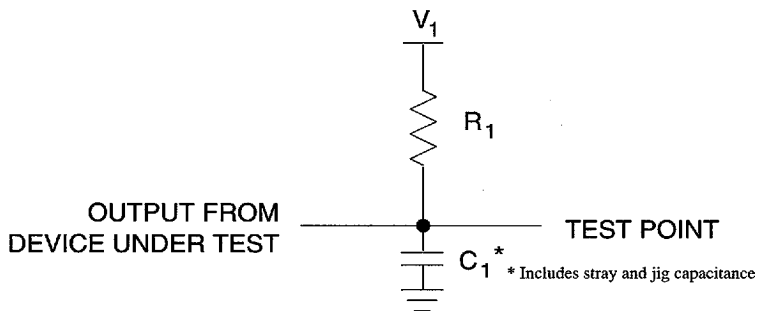 V1
R1
OUTPUT FROM
DEVICE UNDER TEST
TEST POINT
C1*
* Includes stray and jig capacitance